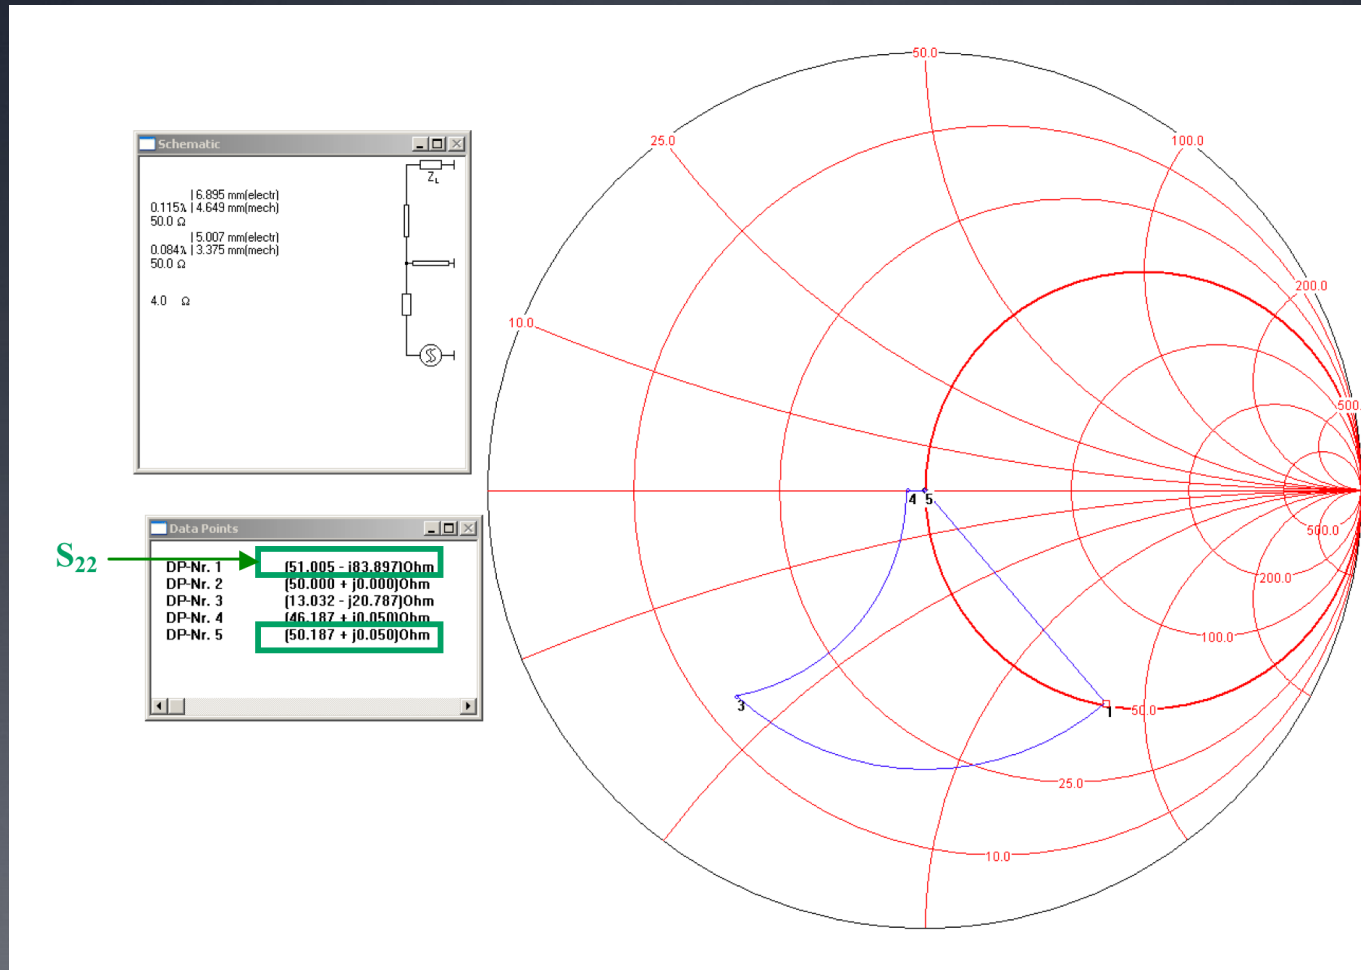 Schematic
Z_L
| 6.895 mm(electr)
0.115λ | 4.649 mm(mech)
50.0 Ω
| 5.007 mm(electr)
0.084λ | 3.375 mm(mech)
50.0 Ω
4.0 Ω
Data Points
S₂₂
DP-Nr. 1 (51.005 - j83.897)Ohm
DP-Nr. 2 (50.000 + j0.000)Ohm
DP-Nr. 3 (13.032 - j20.787)Ohm
DP-Nr. 4 (46.187 + j0.050)Ohm
DP-Nr. 5 (50.187 + j0.050)Ohm
50.0
25.0
100.0
200.0
10.0
500.
4 5
500.0
200.0
100.0
3
1
50.0
25.0
10.0